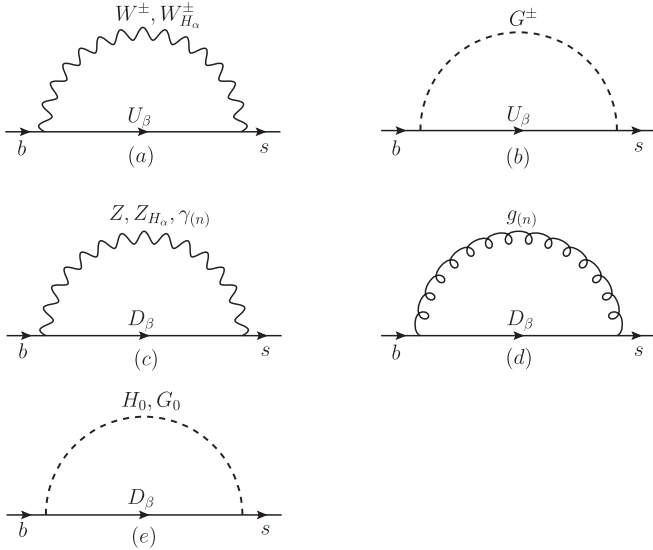 W^±, W^±_{H_α}
U_β
b s
(a)
G^±
U_β
b s
(b)
Z, Z_{H_α}, γ_{(n)}
D_β
b s
(c)
g_{(n)}
D_β
b s
(d)
H_0, G_0
D_β
b s
(e)